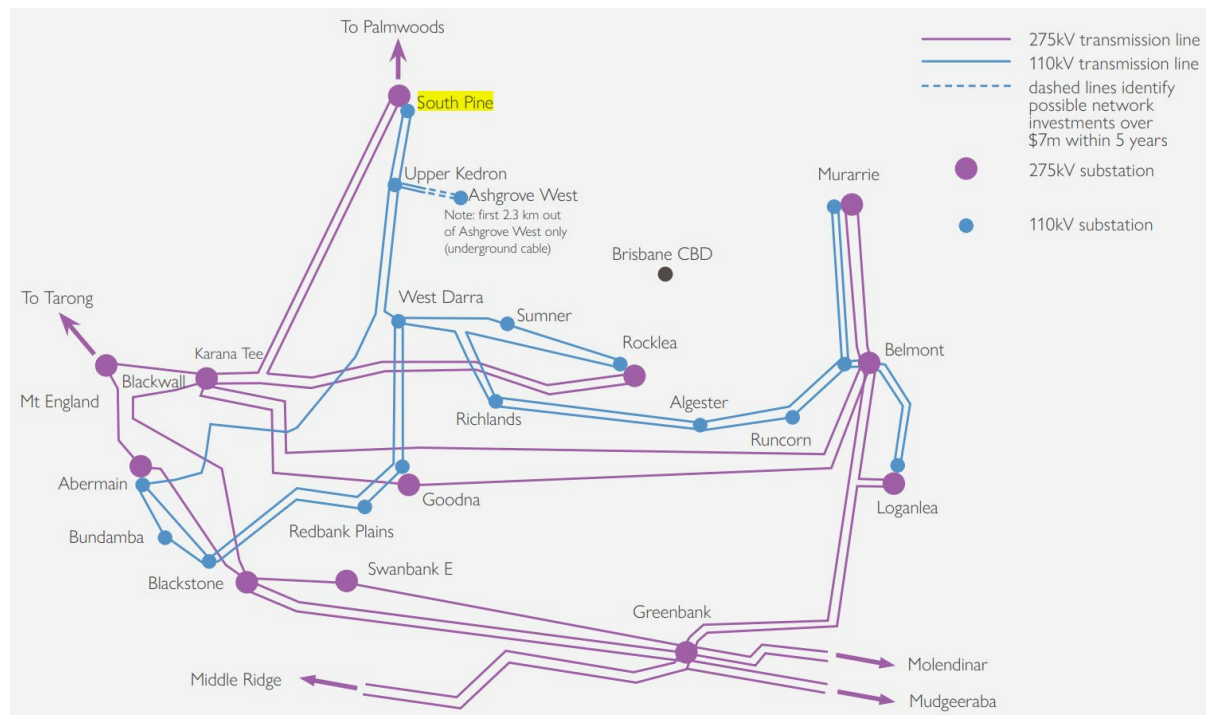 To Palmwoods
South Pine
275kV transmission line
110kV transmission line
dashed lines identify
possible network
investments over
$7m within 5 years
275kV substation
110kV substation
Upper Kedron
Ashgrove West
Note: first 2.3 km out
of Ashgrove West only
(underground cable)
Murarrie
Brisbane CBD
To Tarong
West Darra
Sumner
Karana Tee
Rocklea
Belmont
Blackwall
Mt England
Richlands
Algester
Runcorn
Abermain
Goodna
Loganlea
Bundamba
Redbank Plains
Blackstone
Swanbank E
Greenbank
Molendinar
Middle Ridge
Mudgeeraba